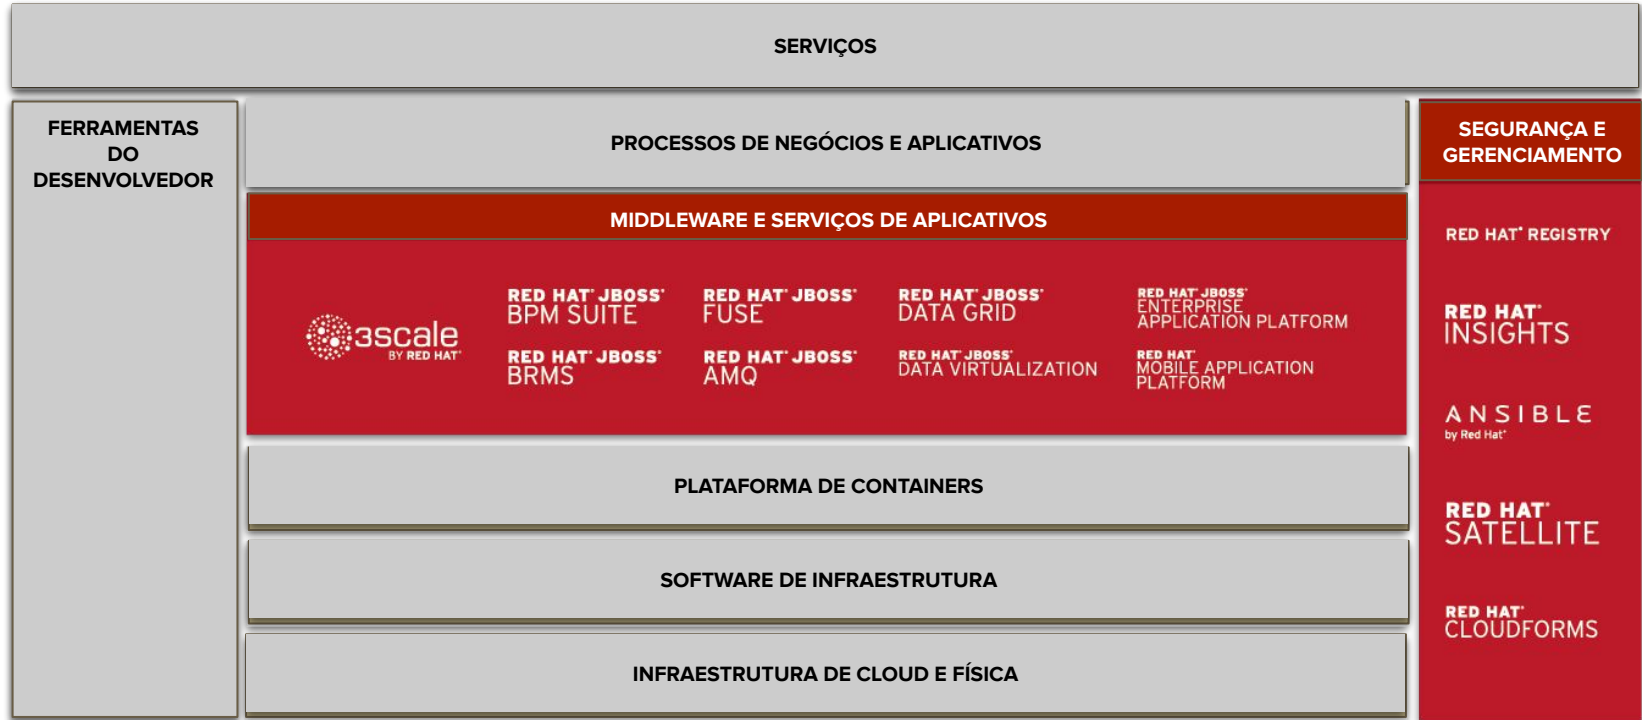 SERVIÇOS
FERRAMENTAS
DO
DESENVOLVEDOR
PROCESSOS DE NEGÓCIOS E APLICATIVOS
MIDDLEWARE E SERVIÇOS DE APLICATIVOS
3scale
BY RED HAT®
RED HAT® JBOSS®
BPM SUITE
RED HAT® JBOSS®
BRMS
RED HAT® JBOSS®
FUSE
RED HAT® JBOSS®
AMQ
RED HAT® JBOSS®
DATA GRID
RED HAT® JBOSS®
DATA VIRTUALIZATION
RED HAT® JBOSS®
ENTERPRISE
APPLICATION PLATFORM
RED HAT®
MOBILE APPLICATION
PLATFORM
PLATAFORMA DE CONTAINERS
SOFTWARE DE INFRAESTRUTURA
INFRAESTRUTURA DE CLOUD E FÍSICA
SEGURANÇA E
GERENCIAMENTO
RED HAT® REGISTRY
RED HAT®
INSIGHTS
ANSIBLE
by Red Hat®
RED HAT®
SATELLITE
RED HAT®
CLOUDFORMS